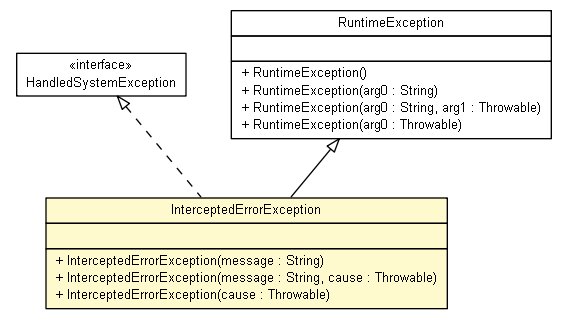 RuntimeException
+ RuntimeException()
+ RuntimeException(arg0 : String)
+ RuntimeException(arg0 : String, arg1 : Throwable)
+ RuntimeException(arg0 : Throwable)
«interface»
HandledSystemException
InterceptedErrorException
+ InterceptedErrorException(message : String)
+ InterceptedErrorException(message : String, cause : Throwable)
+ InterceptedErrorException(cause : Throwable)